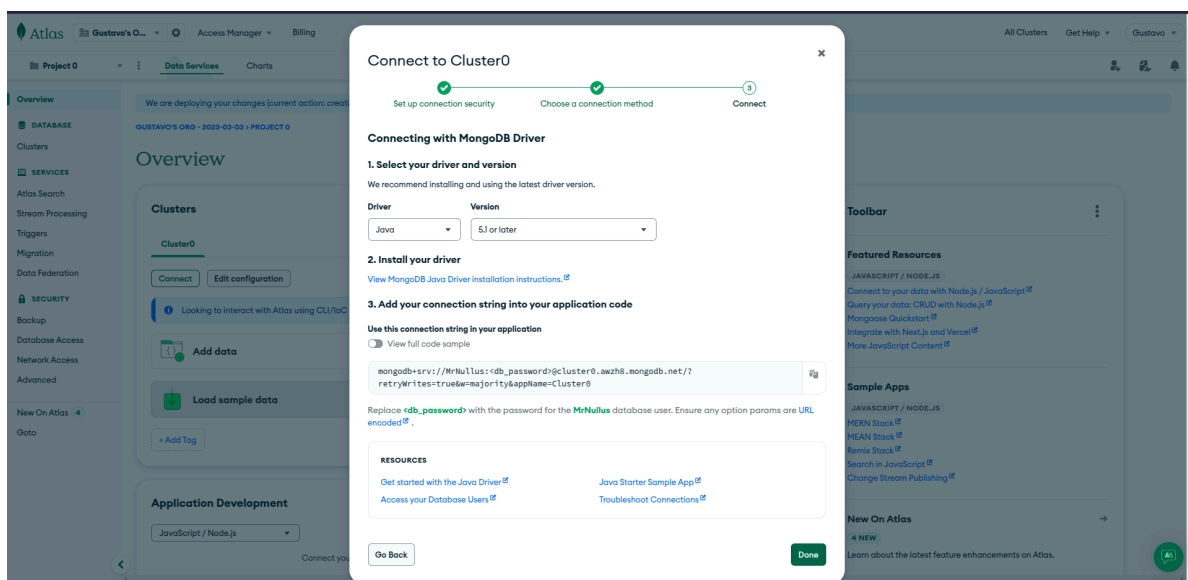 Atlas
Gustavo's O...
Access Manager
Billing
All Clusters
Get Help
Gustavo
Project 0
Data Services
Charts
Overview
DATABASE
Clusters
SERVICES
Atlas Search
Stream Processing
Triggers
Migration
Data Federation
SECURITY
Backup
Database Access
Network Access
Advanced
New On Atlas 4
Goto
We are deploying your changes (current action: creati
GUSTAVO'S ORG - 2023-03-03 > PROJECT 0
Overview
Clusters
Cluster0
Connect
Edit configuration
Looking to interact with Atlas using CLI/IaC
Add data
Load sample data
+ Add Tag
Application Development
JavaScript / Node.js
Connect you
Connect to Cluster0
Set up connection security
Choose a connection method
3
Connect
Connecting with MongoDB Driver
1. Select your driver and version
We recommend installing and using the latest driver version.
Driver
Version
Java
5.1 or later
2. Install your driver
View MongoDB Java Driver installation instructions.
3. Add your connection string into your application code
Use this connection string in your application
View full code sample
mongodb+srv://MrNullus:<db_password>@cluster0.awzh8.mongodb.net/?
retryWrites=true&w=majority&appName=Cluster0
Replace <db_password> with the password for the MrNullus database user. Ensure any option params are URL
encoded .
RESOURCES
Get started with the Java Driver
Java Starter Sample App
Access your Database Users
Troubleshoot Connections
Go Back
Done
Toolbar
Featured Resources
JAVASCRIPT / NODE.JS
Connect to your data with Node.js / JavaScript
Query your data: CRUD with Node.js
Mongoose Quickstart
Integrate with Next.js and Vercel
More JavaScript Content
Sample Apps
JAVASCRIPT / NODE.JS
MERN Stack
MEAN Stack
Remix Stack
Search in JavaScript
Change Stream Publishing
New On Atlas
4 NEW
Learn about the latest feature enhancements on Atlas.